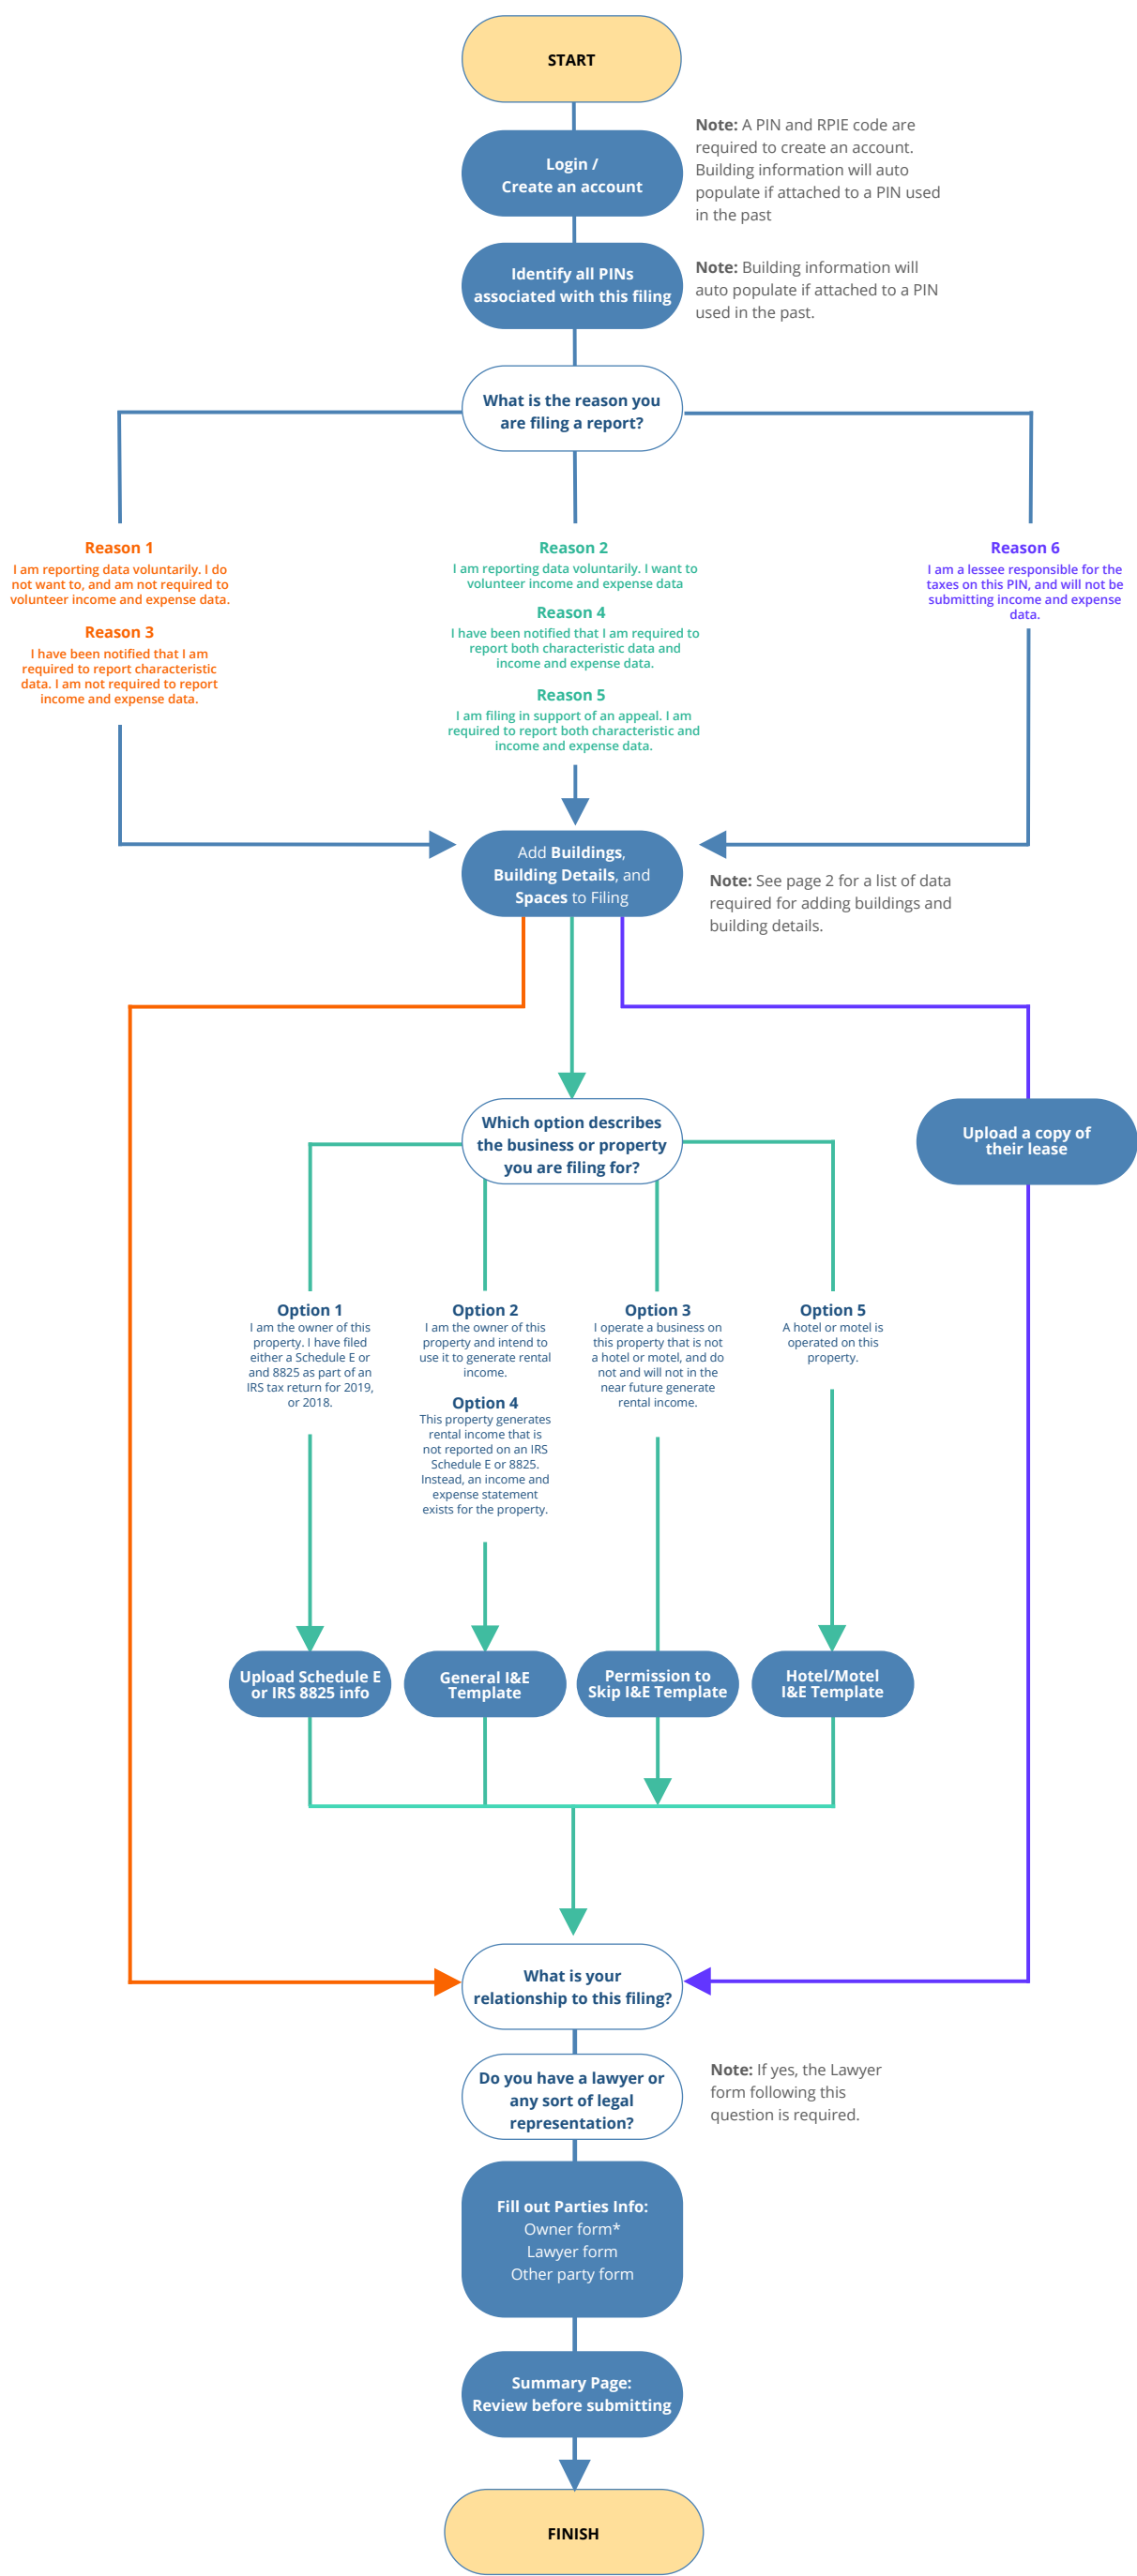 START
Login /
Create an account
Note: A PIN and RPIE code are
required to create an account.
Building information will auto
populate if attached to a PIN used
in the past
Identify all PINs
associated with this filing
Note: Building information will
auto populate if attached to a PIN
used in the past.
What is the reason you
are filing a report?
Reason 1
I am reporting data voluntarily. I do
not want to, and am not required to
volunteer income and expense data.
Reason 3
I have been notified that I am
required to report characteristic
data. I am not required to report
income and expense data.
Reason 2
I am reporting data voluntarily. I want to
volunteer income and expense data
Reason 4
I have been notified that I am required to
report both characteristic data and
income and expense data.
Reason 5
I am filing in support of an appeal. I am
required to report both characteristic and
income and expense data.
Reason 6
I am a lessee responsible for the
taxes on this PIN, and will not be
submitting income and expense
data.
Add Buildings,
Building Details, and
Spaces to Filing
Note: See page 2 for a list of data
required for adding buildings and
building details.
Which option describes
the business or property
you are filing for?
Upload a copy of
their lease
Option 1
I am the owner of this
property. I have filed
either a Schedule E or
and 8825 as part of an
IRS tax return for 2019,
or 2018.
Option 2
I am the owner of this
property and intend to
use it to generate rental
income.
Option 4
This property generates
rental income that is
not reported on an IRS
Schedule E or 8825.
Instead, an income and
expense statement
exists for the property.
Option 3
I operate a business on
this property that is not
a hotel or motel, and do
not and will not in the
near future generate
rental income.
Option 5
A hotel or motel is
operated on this
property.
Upload Schedule E
or IRS 8825 info
General I&E
Template
Permission to
Skip I&E Template
Hotel/Motel
I&E Template
What is your
relationship to this filing?
Do you have a lawyer or
any sort of legal
representation?
Note: If yes, the Lawyer
form following this
question is required.
Fill out Parties Info:
Owner form*
Lawyer form
Other party form
Summary Page:
Review before submitting
FINISH